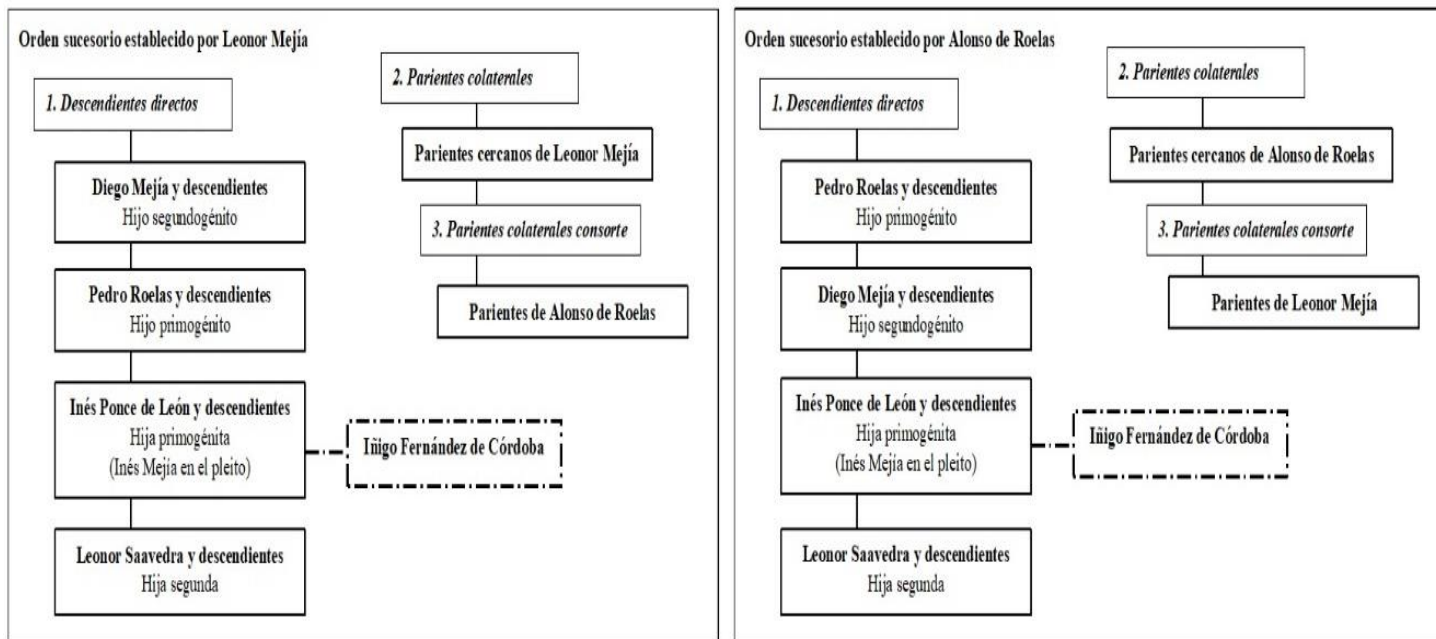 Orden sucesorio establecido por Leonor Mejía
1. Descendientes directos
Diego Mejía y descendientes
Hijo segundogénito
Pedro Roelas y descendientes
Hijo primogénito
Inés Ponce de León y descendientes
Hija primogénita
(Inés Mejía en el pleito)
Iñigo Fernández de Córdoba
Leonor Saavedra y descendientes
Hija segunda
2. Parientes colaterales
Parientes cercanos de Leonor Mejía
3. Parientes colaterales consorte
Parientes de Alonso de Roelas
Orden sucesorio establecido por Alonso de Roelas
1. Descendientes directos
Pedro Roelas y descendientes
Hijo primogénito
Diego Mejía y descendientes
Hijo segundogénito
Inés Ponce de León y descendientes
Hija primogénita
(Inés Mejía en el pleito)
Iñigo Fernández de Córdoba
Leonor Saavedra y descendientes
Hija segunda
2. Parientes colaterales
Parientes cercanos de Alonso de Roelas
3. Parientes colaterales consorte
Parientes de Leonor Mejía